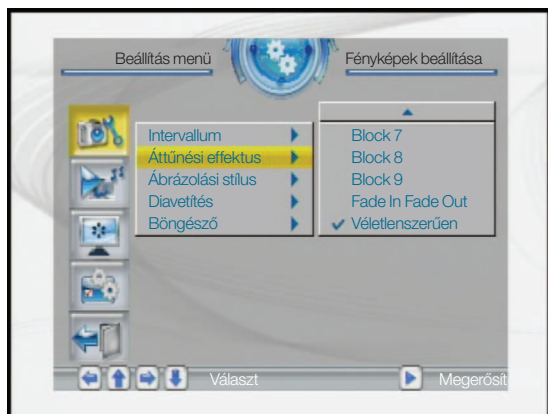 Beállítás menü
Fényképek beállítása
Intervallum
Áttűnési effektus
Ábrázolási stílus
Diavetítés
Böngésző
Block 7
Block 8
Block 9
Fade In Fade Out
Véletlenszerűen
Választ
Megerősít